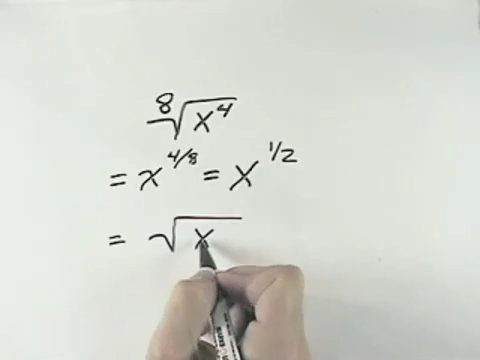 ⁸√x⁴
= x^4/8 = x^1/2
= √x